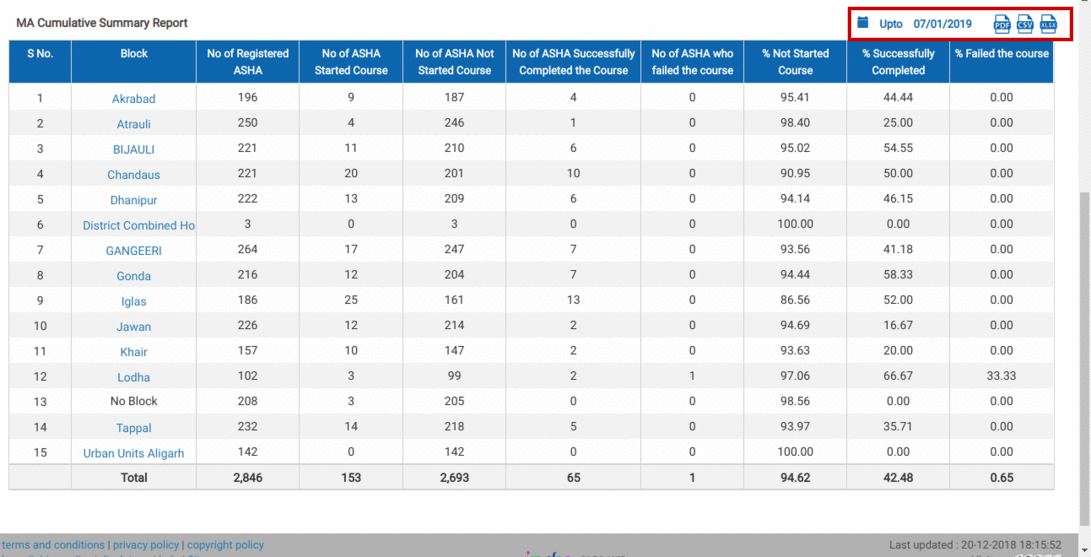 MA Cumulative Summary Report
Upto 07/01/2019 PDF CSV XLSX
S No. Block No of Registered ASHA No of ASHA Started Course No of ASHA Not Started Course No of ASHA Successfully Completed the Course No of ASHA who failed the course % Not Started Course % Successfully Completed % Failed the course
1 Akrabad 196 9 187 4 0 95.41 44.44 0.00
2 Atrauli 250 4 246 1 0 98.40 25.00 0.00
3 BIJAULI 221 11 210 6 0 95.02 54.55 0.00
4 Chandaus 221 20 201 10 0 90.95 50.00 0.00
5 Dhanipur 222 13 209 6 0 94.14 46.15 0.00
6 District Combined Ho 3 0 3 0 0 100.00 0.00 0.00
7 GANGEERI 264 17 247 7 0 93.56 41.18 0.00
8 Gonda 216 12 204 7 0 94.44 58.33 0.00
9 Iglas 186 25 161 13 0 86.56 52.00 0.00
10 Jawan 226 12 214 2 0 94.69 16.67 0.00
11 Khair 157 10 147 2 0 93.63 20.00 0.00
12 Lodha 102 3 99 2 1 97.06 66.67 33.33
13 No Block 208 3 205 0 0 98.56 0.00 0.00
14 Tappal 232 14 218 5 0 93.97 35.71 0.00
15 Urban Units Aligarh 142 0 142 0 0 100.00 0.00 0.00
Total 2,846 153 2,693 65 1 94.62 42.48 0.65
terms and conditions | privacy policy | copyright policy
Last updated : 20-12-2018 18:15:52